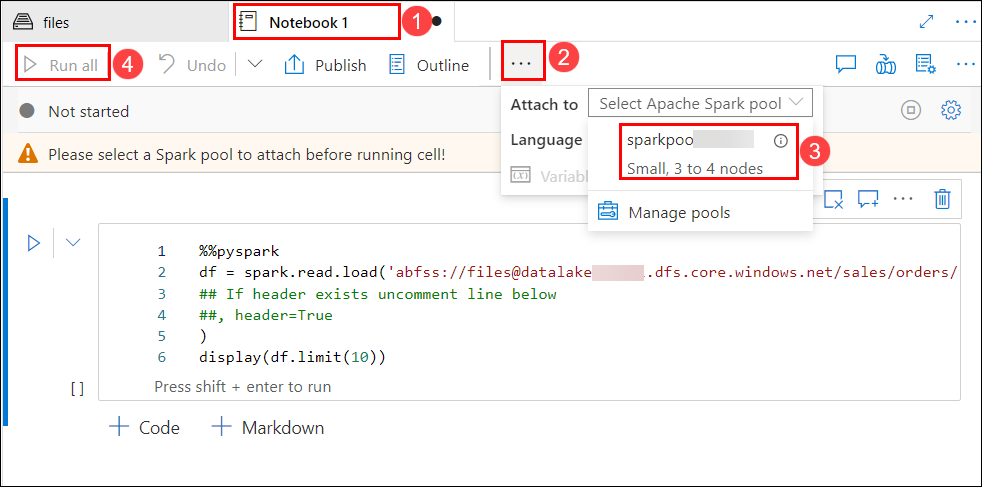 files
Notebook 1
1
Run all
4
Undo
Publish
Outline
...
2
Attach to
Select Apache Spark pool
Not started
Language
sparkpoo
3
Small, 3 to 4 nodes
Please select a Spark pool to attach before running cell!
Variabl
Manage pools
1 %%pyspark
2 df = spark.read.load('abfss://files@datalake .dfs.core.windows.net/sales/orders/
3 ## If header exists uncomment line below
4 ##, header=True
5 )
6 display(df.limit(10))
[ ]
Press shift + enter to run
+ Code
+ Markdown